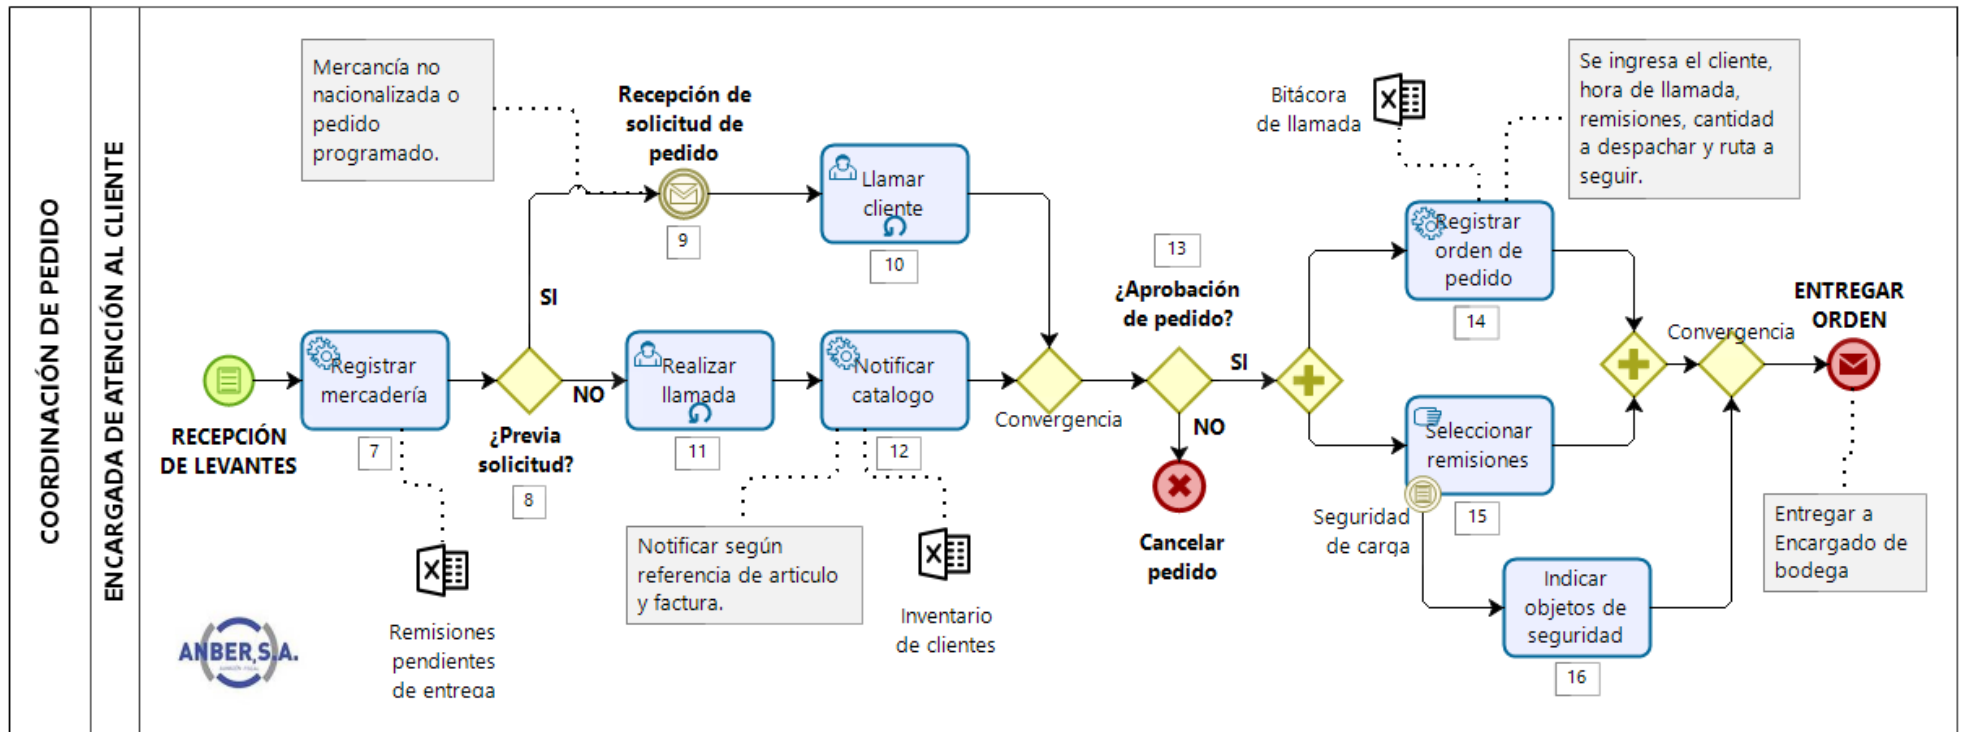 COORDINACIÓN DE PEDIDO
ENCARGADA DE ATENCIÓN AL CLIENTE
RECEPCIÓN
DE LEVANTES
Registrar
mercadería
7
Remisiones
pendientes
de entrega
¿Previa
solicitud?
8
SI
NO
Mercancía no
nacionalizada o
pedido
programado.
Recepción de
solicitud de
pedido
9
Llamar
cliente
10
Realizar
llamada
11
Notificar
catalogo
12
Notificar según
referencia de articulo
y factura.
Inventario
de clientes
Convergencia
13
¿Aprobación
de pedido?
SI
NO
Cancelar
pedido
Bitácora
de llamada
Se ingresa el cliente,
hora de llamada,
remisiones, cantidad
a despachar y ruta a
seguir.
Registrar
orden de
pedido
14
Seleccionar
remisiones
15
Seguridad
de carga
Indicar
objetos de
seguridad
16
Convergencia
ENTREGAR
ORDEN
Entregar a
Encargado de
bodega
ANBER,S.A.